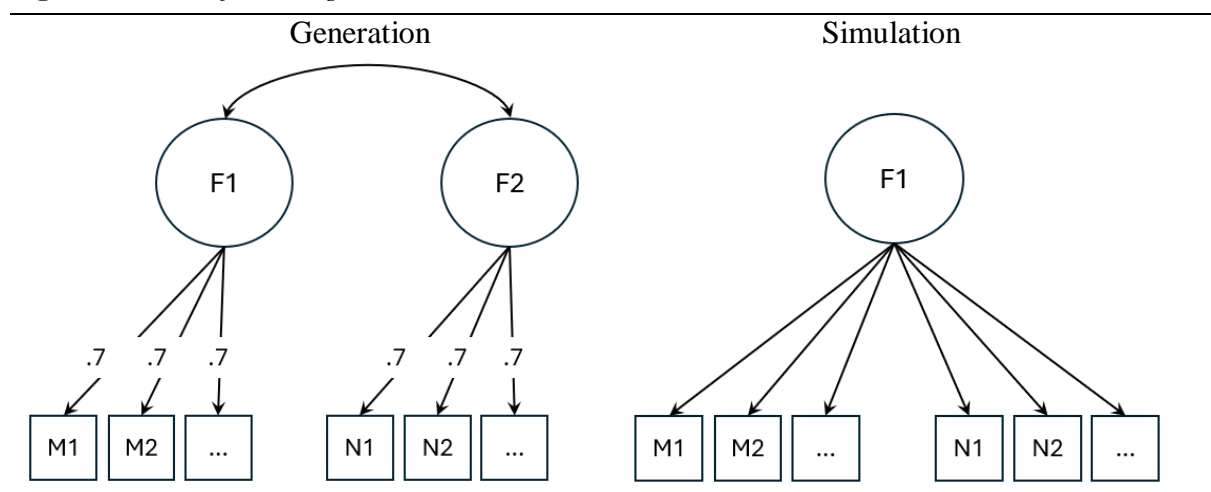 Generation Simulation
F1 F2 F1
.7 .7 .7 .7 .7 .7
M1 M2 ... N1 N2 ... M1 M2 ... N1 N2 ...